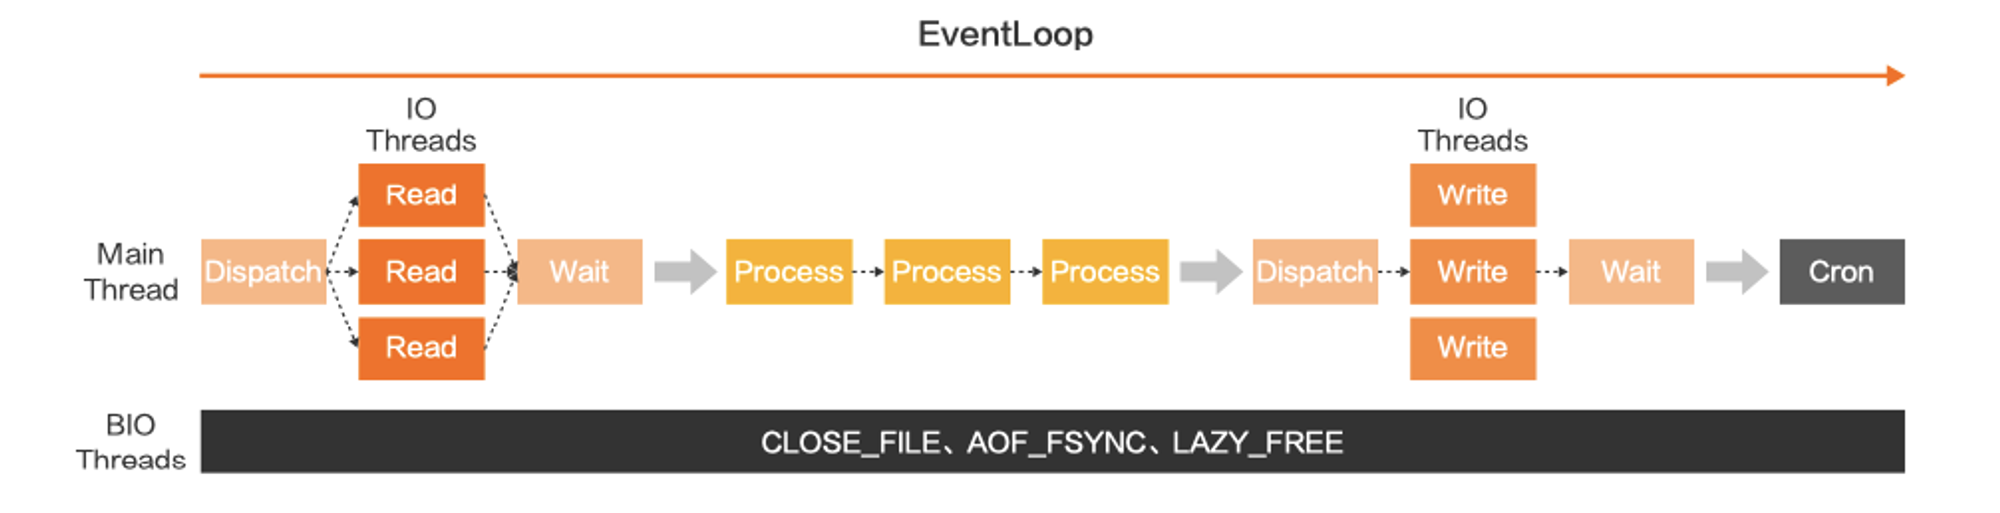 EventLoop
IO
Threads
IO
Threads
Read
Write
Main
Thread
Dispatch
Read
Wait
Process
Process
Process
Dispatch
Write
Wait
Cron
Read
Write
BIO
Threads
CLOSE_FILE、AOF_FSYNC、LAZY_FREE